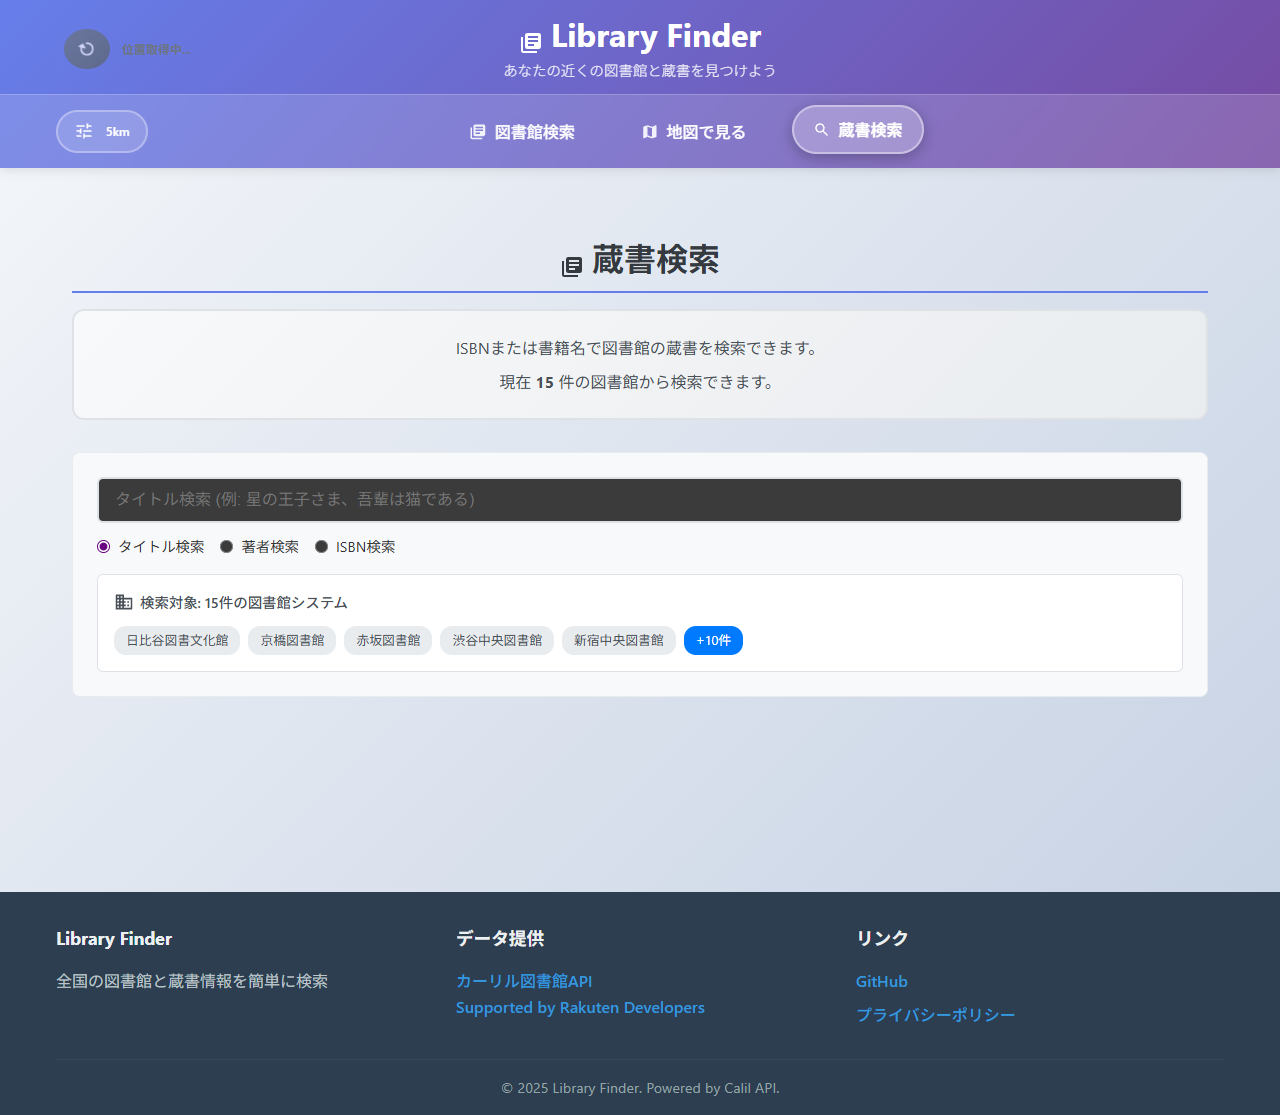 位置取得中...
Library Finder
あなたの近くの図書館と蔵書を見つけよう
5km
図書館検索
地図で見る
蔵書検索
蔵書検索
ISBNまたは書籍名で図書館の蔵書を検索できます。
現在 15 件の図書館から検索できます。
タイトル検索 (例: 星の王子さま、吾輩は猫である)
タイトル検索 著者検索 ISBN検索
検索対象: 15件の図書館システム
日比谷図書文化館 京橋図書館 赤坂図書館 渋谷中央図書館 新宿中央図書館 +10件
Library Finder
全国の図書館と蔵書情報を簡単に検索
データ提供
カーリル図書館API
Supported by Rakuten Developers
リンク
GitHub
プライバシーポリシー
© 2025 Library Finder. Powered by Calil API.